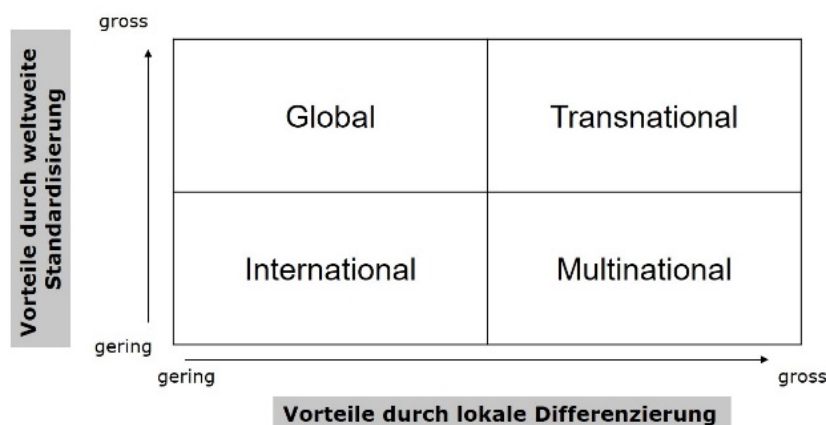 gross
Vorteile durch weltweite
Standardisierung
Global
Transnational
International
Multinational
gering
gering
gross
Vorteile durch lokale Differenzierung